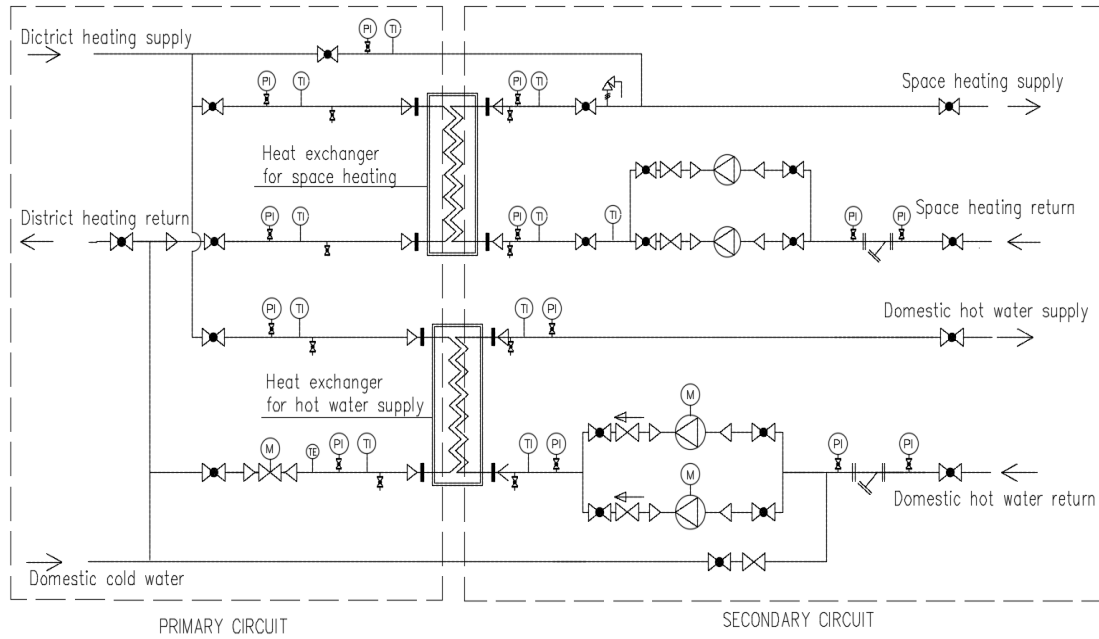 Dictrict heating supply
PI
TI
PI
TI
PI
TI
Space heating supply
Heat exchanger
for space heating
District heating return
PI
TI
PI
TI
TI
PI
PI
Space heating return
PI
TI
TI
PI
Domestic hot water supply
Heat exchanger
for hot water supply
M
M
TE
PI
TI
TI
PI
M
PI
PI
Domestic hot water return
Domestic cold water
PRIMARY CIRCUIT
SECONDARY CIRCUIT